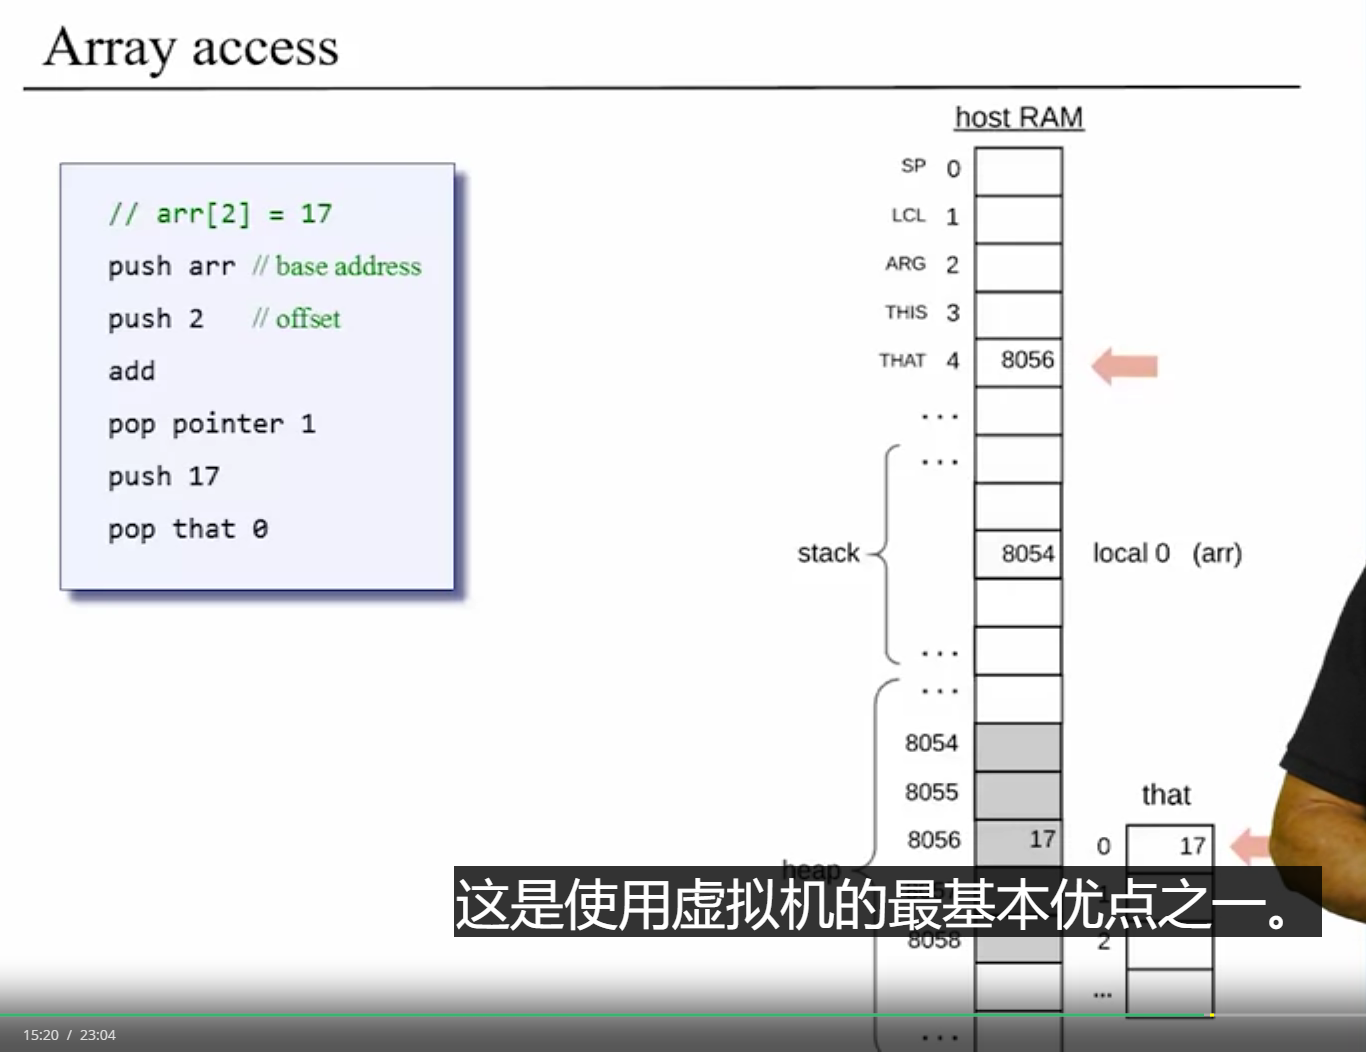 Array access
host RAM
// arr[2] = 17
push arr // base address
push 2 // offset
add
pop pointer 1
push 17
pop that 0
SP 0
LCL 1
ARG 2
THIS 3
THAT 4 8056
...
...
stack
8054 local 0 (arr)
...
...
8054
8055
that
8056 17 0 17
heap
这是使用虚拟机的最基本优点之一。
8058 2
...
...
15:20 / 23:04